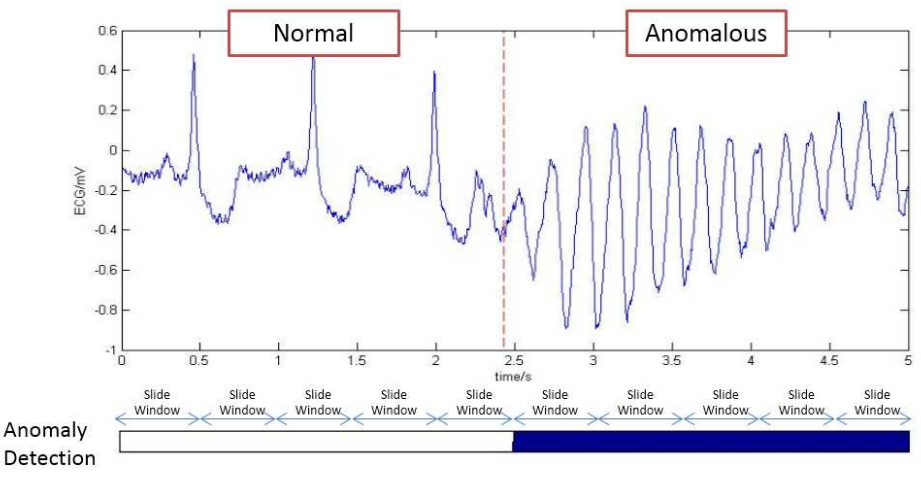 Normal
Anomalous
0.6
0.4
0.2
0
-0.2
-0.4
-0.6
-0.8
-1
ECG/mV
0 0.5 1 1.5 2 2.5 3 3.5 4 4.5 5
time/s
Slide Slide Slide Slide Slide Slide Slide Slide Slide Slide
Window Window Window Window Window Window Window Window Window Window
Anomaly
Detection